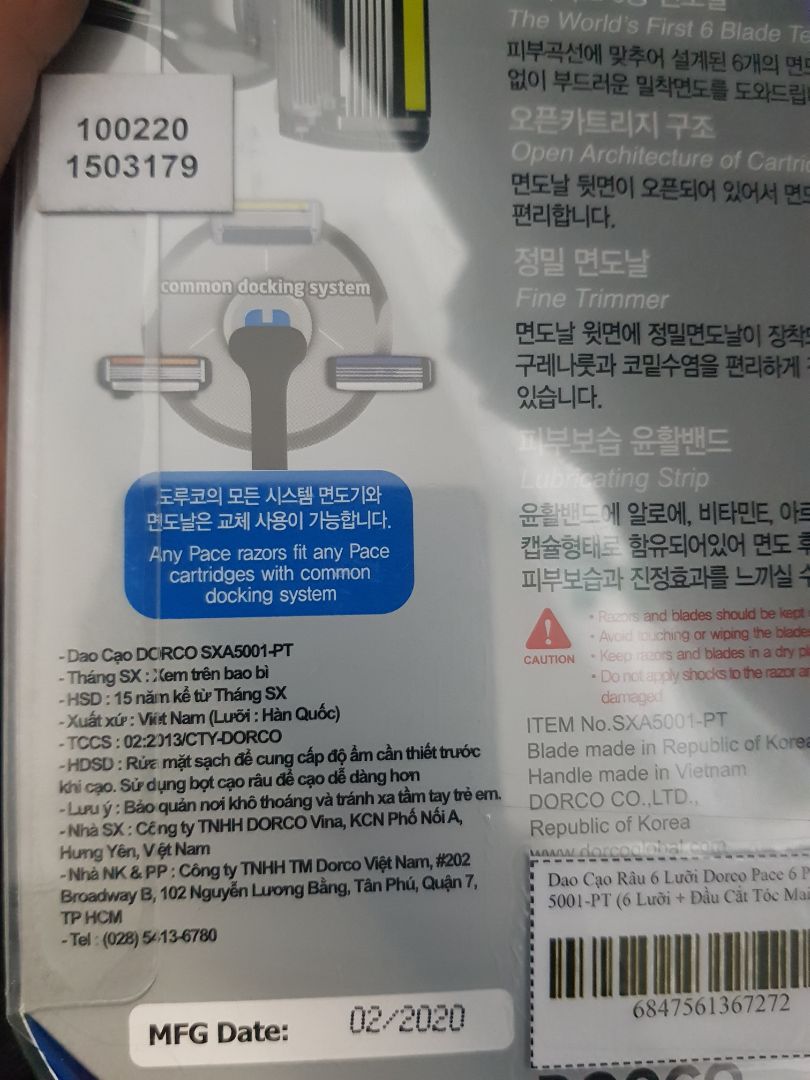 The World's First 6 Blade
피부곡선에 맞추어 설계된 6개의
없이 부드러운 밀착면도를
오픈카트리지 구조
Open Architecture of
면도날 뒷면이 오픈되어 있어서
편리합니다.
정밀 면도날
Fine Trimmer
면도날 윗면에 정밀면도날이
구레나룻과 코밑수염을 편리하게
있습니다.
피부보습 윤활밴드
Lubricating Strip
윤활밴드에 알로에, 비타민E,
캡슐형태로 함유되어있어 면도
피부보습과 진정효과를 느끼실
CAUTION
• Razors and blades should be kept
• Avoid touching or wiping the
• Keep razors and blades in a dry
• Do not apply shocks to the razor
damaged
ITEM No.SXA5001-PT
Blade made in Republic of Korea
Handle made in Vietnam
DORCO CO.,LTD.,
Republic of Korea
www.dorcoglobal.com
100220
1503179
common docking system
도루코의 모든 시스템 면도기와
면도날은 교체 사용이 가능합니다.
Any Pace razors fit any Pace
cartridges with common
docking system
- Dao Cạo DORCO SXA5001-PT
- Tháng SX : Xem trên bao bì
- HSD : 15 năm kể từ Tháng SX
- Xuất xứ : Việt Nam (Lưỡi : Hàn Quốc)
- TCCS : 02:2013/CTY-DORCO
- HDSD : Rửa mặt sạch để cung cấp độ ẩm cần thiết trước
khi cạo. Sử dụng bọt cạo râu để cạo dễ dàng hơn
- Lưu ý : Bảo quản nơi khô thoáng và tránh xa tầm tay trẻ em.
- Nhà SX : Công ty TNHH DORCO Vina, KCN Phố Nối A,
Hưng Yên, Việt Nam
- Nhà NK & PP : Công ty TNHH TM Dorco Việt Nam, #202
Broadway B, 102 Nguyễn Lương Bằng, Tân Phú, Quận 7,
TP HCM
- Tel : (028) 5413-6780
MFG Date: 02/2020
Dao Cạo Râu 6 Lưỡi Dorco Pace 6
5001-PT (6 Lưỡi + Đầu Cắt Tóc
6847561367272
DORCO